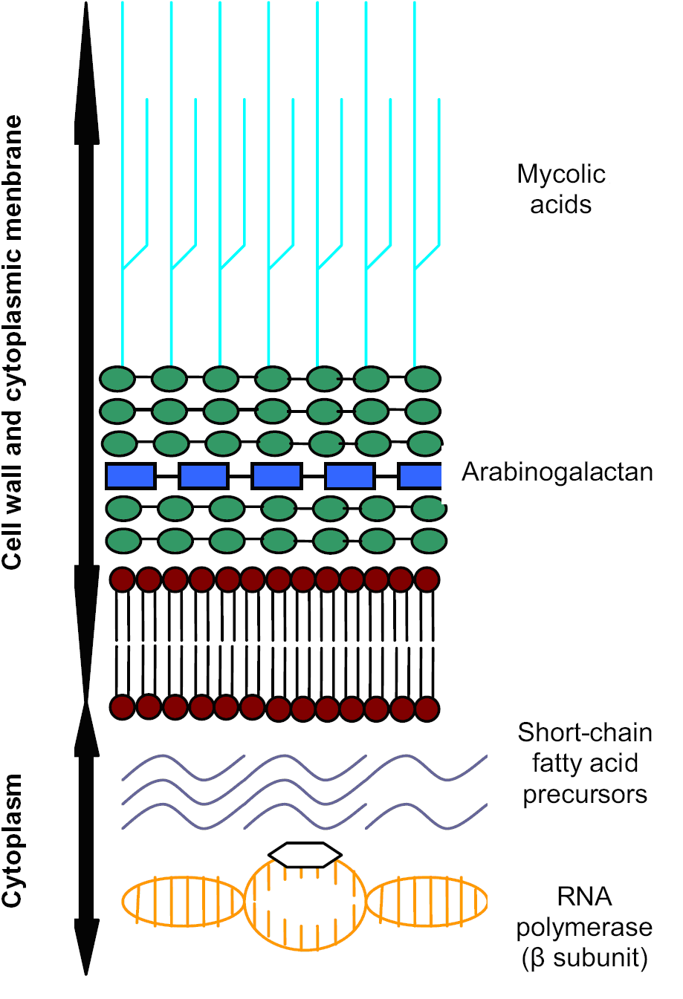 Cell wall and cytoplasmic menbrane
Mycolic
acids
Arabinogalactan
Short-chain
fatty acid
precursors
Cytoplasm
RNA
polymerase
(β subunit)